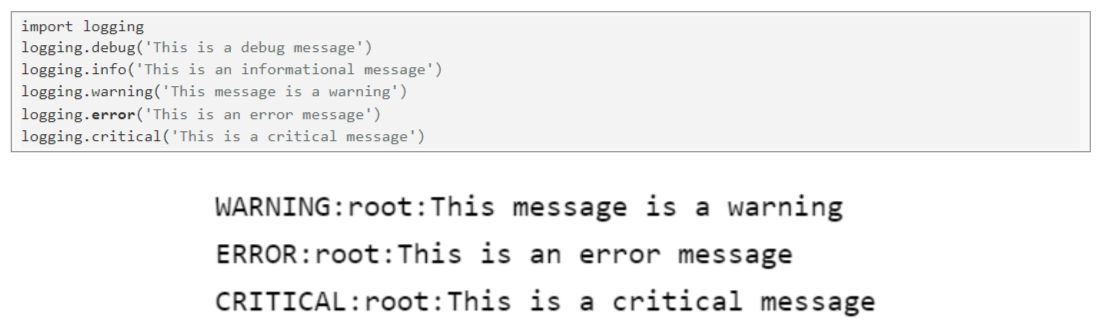 import logging
logging.debug('This is a debug message')
logging.info('This is an informational message')
logging.warning('This message is a warning')
logging.error('This is an error message')
logging.critical('This is a critical message')
WARNING:root:This message is a warning
ERROR:root:This is an error message
CRITICAL:root:This is a critical message